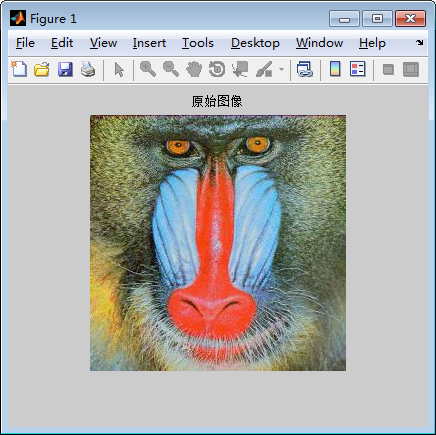 Figure 1
File Edit View Insert Tools Desktop Window Help
原始图像